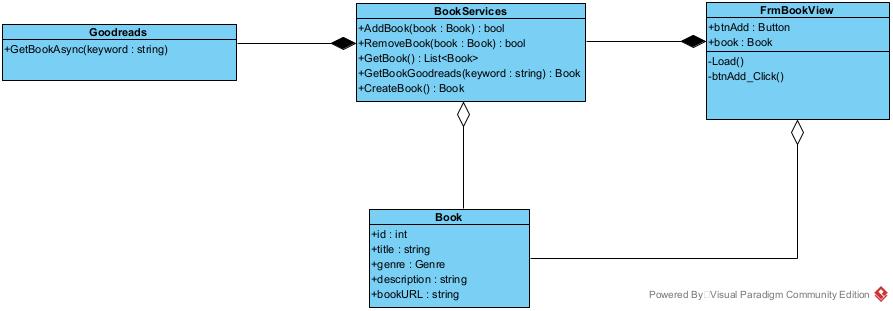 Goodreads
+GetBookAsync(keyword : string)
BookServices
+AddBook(book : Book) : bool
+RemoveBook(book : Book) : bool
+GetBook() : List<Book>
+GetBookGoodreads(keyword : string) : Book
+CreateBook() : Book
FrmBookView
+btnAdd : Button
+book : Book
-Load()
-btnAdd_Click()
Book
+id : int
+title : string
+genre : Genre
+description : string
+bookURL : string
Powered By Visual Paradigm Community Edition